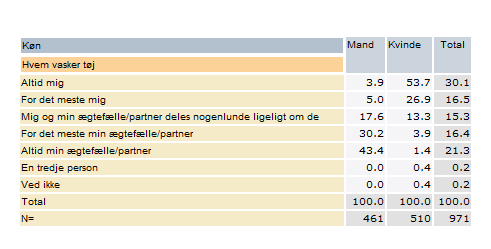 Køn Mand Kvinde Total
Hvem vasker tøj
Altid mig 3.9 53.7 30.1
For det meste mig 5.0 26.9 16.5
Mig og min ægtefælle/partner deles nogenlunde ligeligt om de 17.6 13.3 15.3
For det meste min ægtefælle/partner 30.2 3.9 16.4
Altid min ægtefælle/partner 43.4 1.4 21.3
En tredje person 0.0 0.4 0.2
Ved ikke 0.0 0.4 0.2
Total 100.0 100.0 100.0
N= 461 510 971